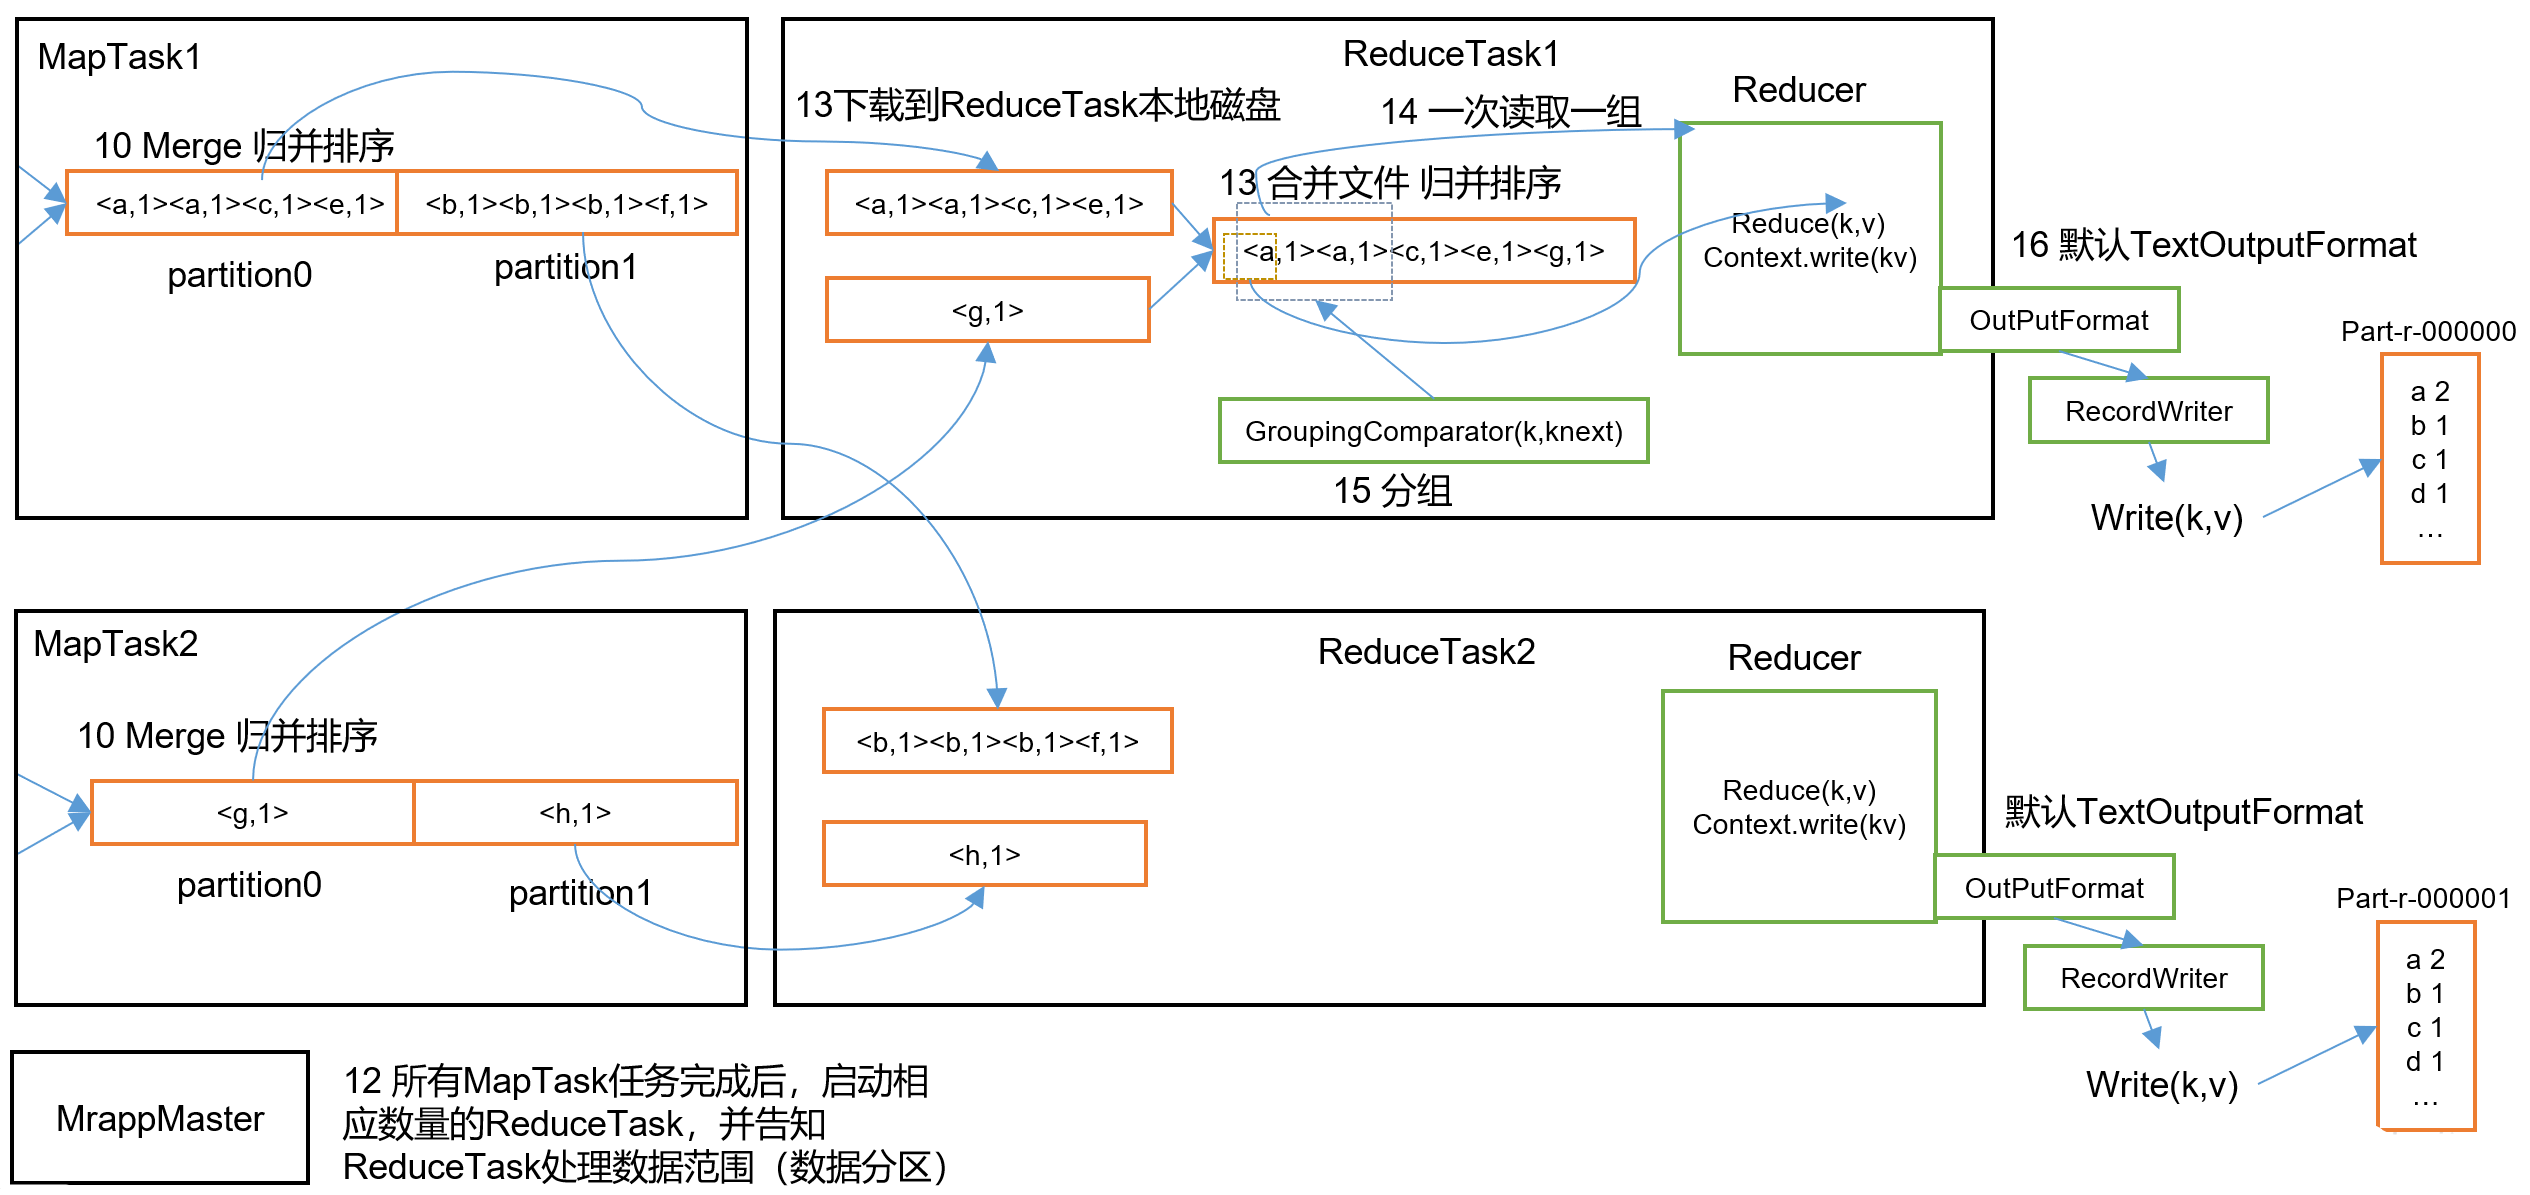 MapTask1
10 Merge 归并排序
<a,1><a,1><c,1><e,1>
<b,1><b,1><b,1><f,1>
partition0
partition1
ReduceTask1
13下载到ReduceTask本地磁盘
14 一次读取一组
Reducer
<a,1><a,1><c,1><e,1>
13 合并文件 归并排序
<a,1><a,1><c,1><e,1><g,1>
<g,1>
Reduce(k,v)
Context.write(kv)
GroupingComparator(k,knext)
15 分组
16 默认TextOutputFormat
OutPutFormat
RecordWriter
Write(k,v)
Part-r-000000
a 2
b 1
c 1
d 1
…
MapTask2
10 Merge 归并排序
<g,1>
<h,1>
partition0
partition1
ReduceTask2
Reducer
<b,1><b,1><b,1><f,1>
<h,1>
Reduce(k,v)
Context.write(kv)
默认TextOutputFormat
OutPutFormat
RecordWriter
Write(k,v)
Part-r-000001
a 2
b 1
c 1
d 1
…
MrappMaster
12 所有MapTask任务完成后，启动相
应数量的ReduceTask，并告知
ReduceTask处理数据范围（数据分区）